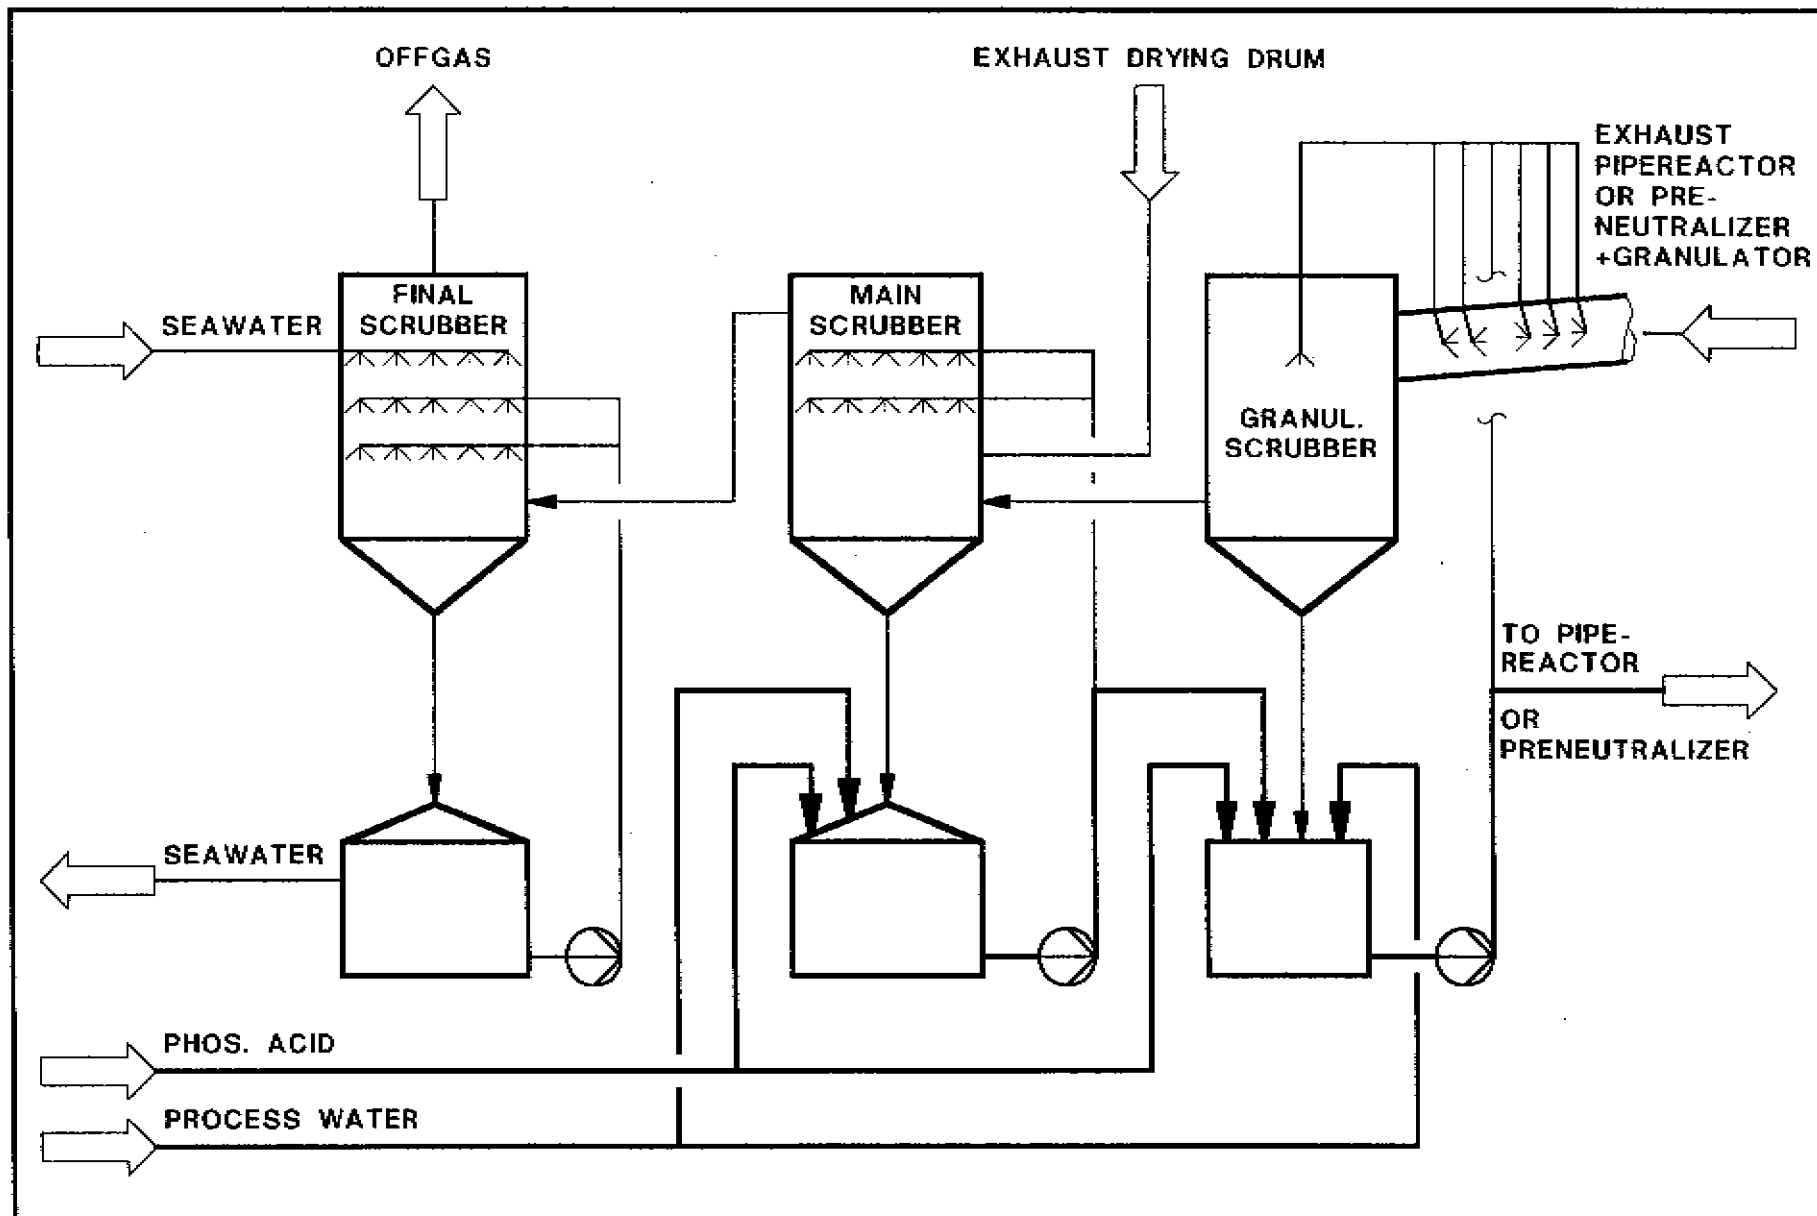 OFFGAS
EXHAUST DRYING DRUM
EXHAUST
PIPEREACTOR
OR PRE-
NEUTRALIZER
+GRANULATOR
FINAL
SCRUBBER
MAIN
SCRUBBER
SEAWATER
GRANUL.
SCRUBBER
TO PIPE-
REACTOR
OR
PRENEUTRALIZER
SEAWATER
PHOS. ACID
PROCESS WATER